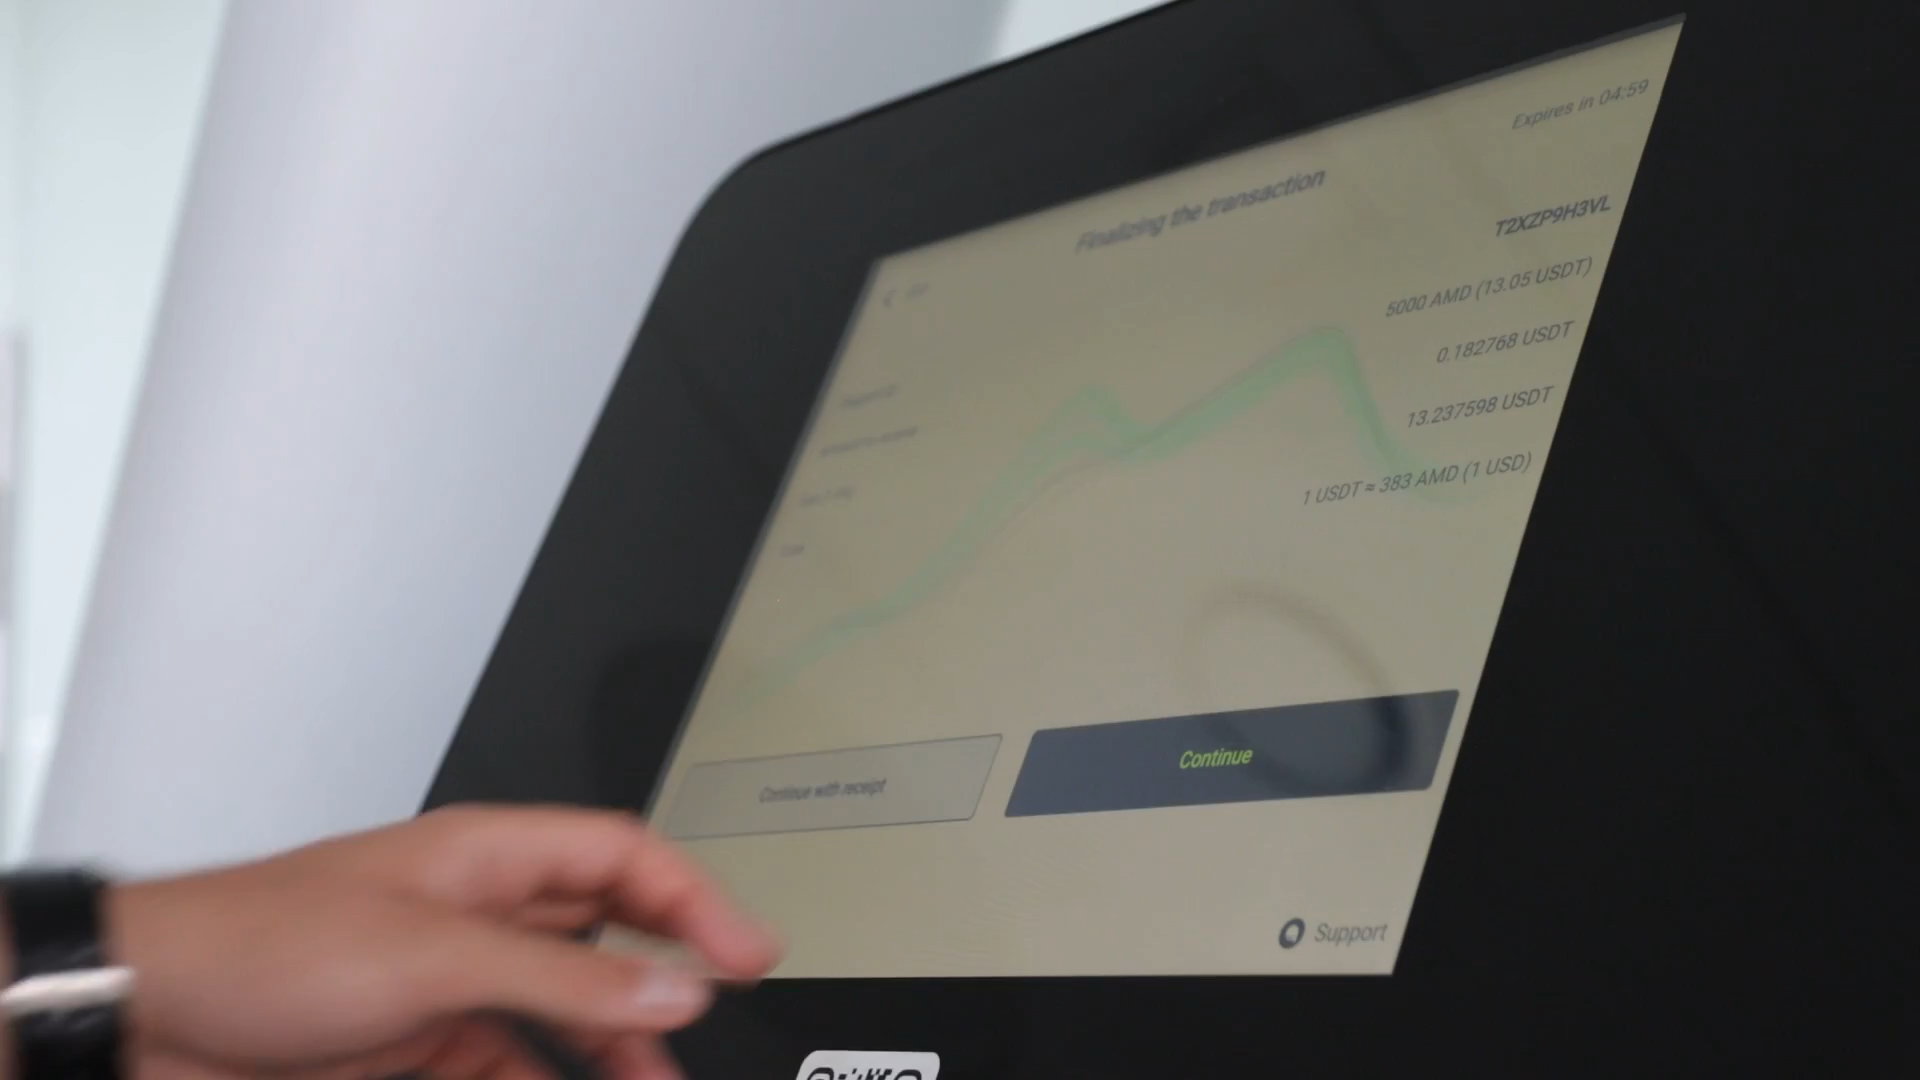 Expires in 04:59
Finalizing the transaction
T2XZP9H3VL
5000 AMD (13.05 USDT)
0.182768 USDT
13.237598 USDT
1 USDT ≈ 383 AMD (1 USD)
Continue with receipt
Continue
Support